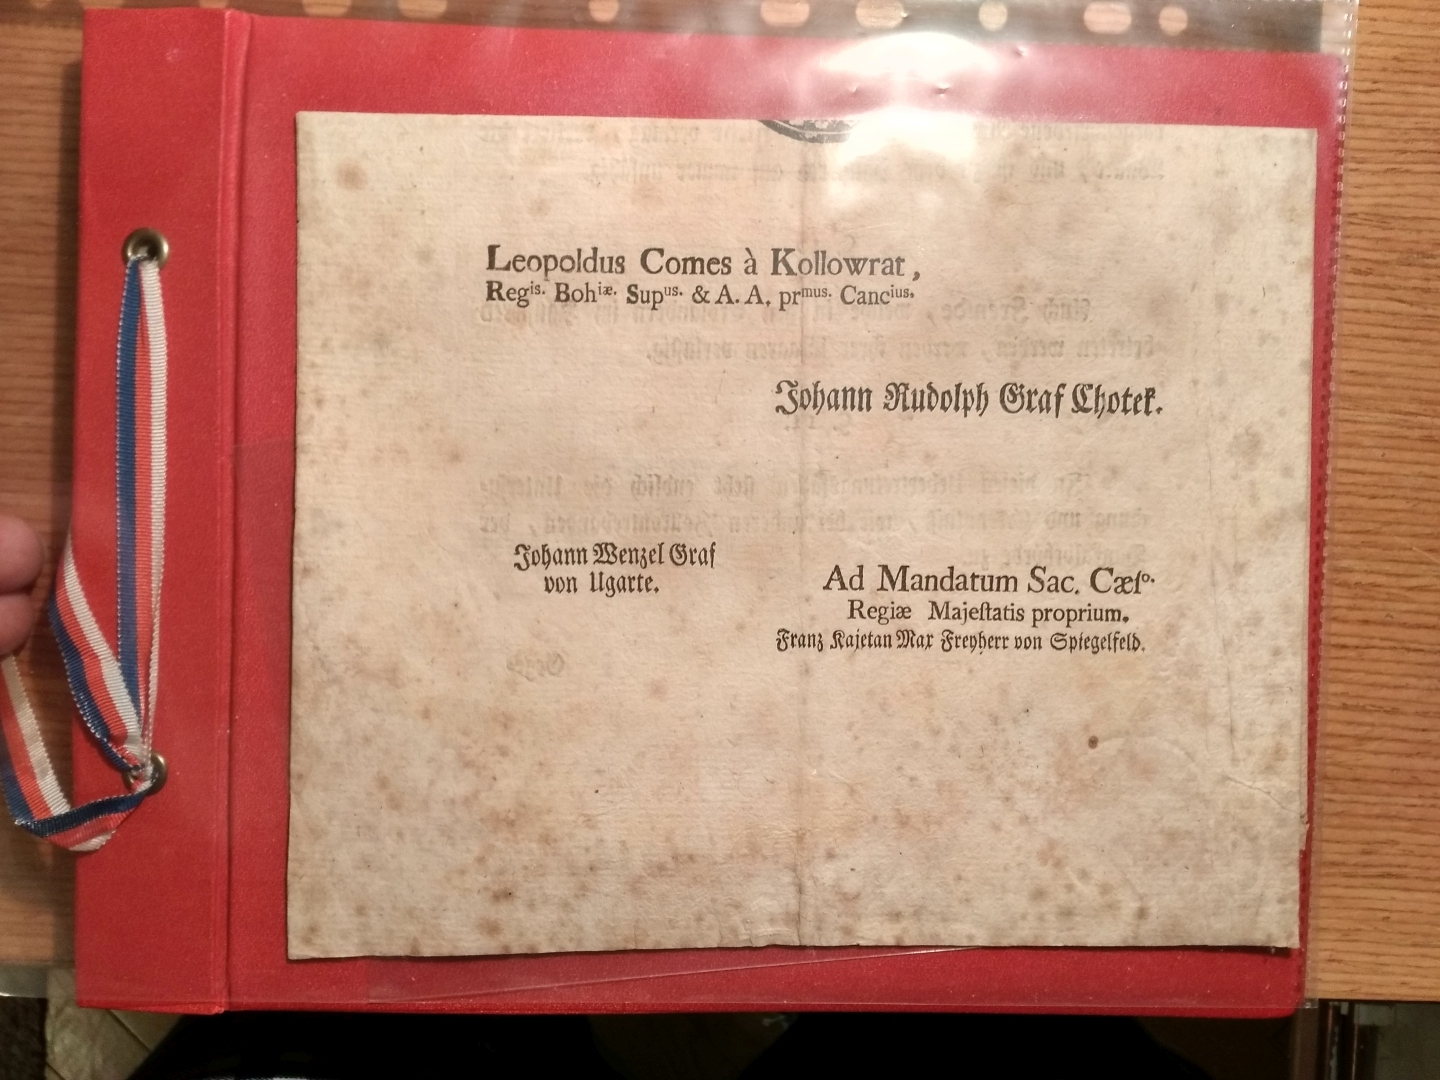 Leopoldus Comes à Kollowrat,
Regis. Bohiæ. Supus. & A. A. prmus. Cancius.
Johann Rudolph Graf Chotek.
Johann Wenzel Graf
von Ugarte.
Ad Mandatum Sac. Cæſo.
Regiæ Majeſtatis proprium.
Franz Kajetan Max Freyherr von Spiegelfeld.